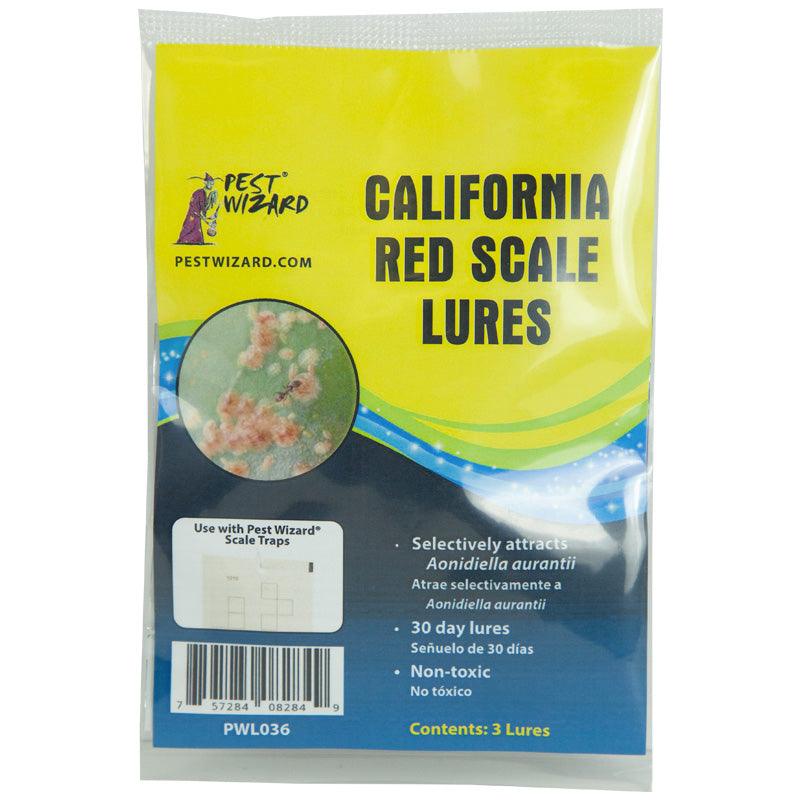 PEST®
WIZARD
PESTWIZARD.COM
CALIFORNIA
RED SCALE
LURES
Use with Pest Wizard®
Scale Traps
• Selectively attracts
Aonidiella aurantii
Atrae selectivamente a
Aonidiella aurantii
• 30 day lures
Señuelo de 30 días
• Non-toxic
No tóxico
7 57284 08284 9
PWL036
Contents: 3 Lures